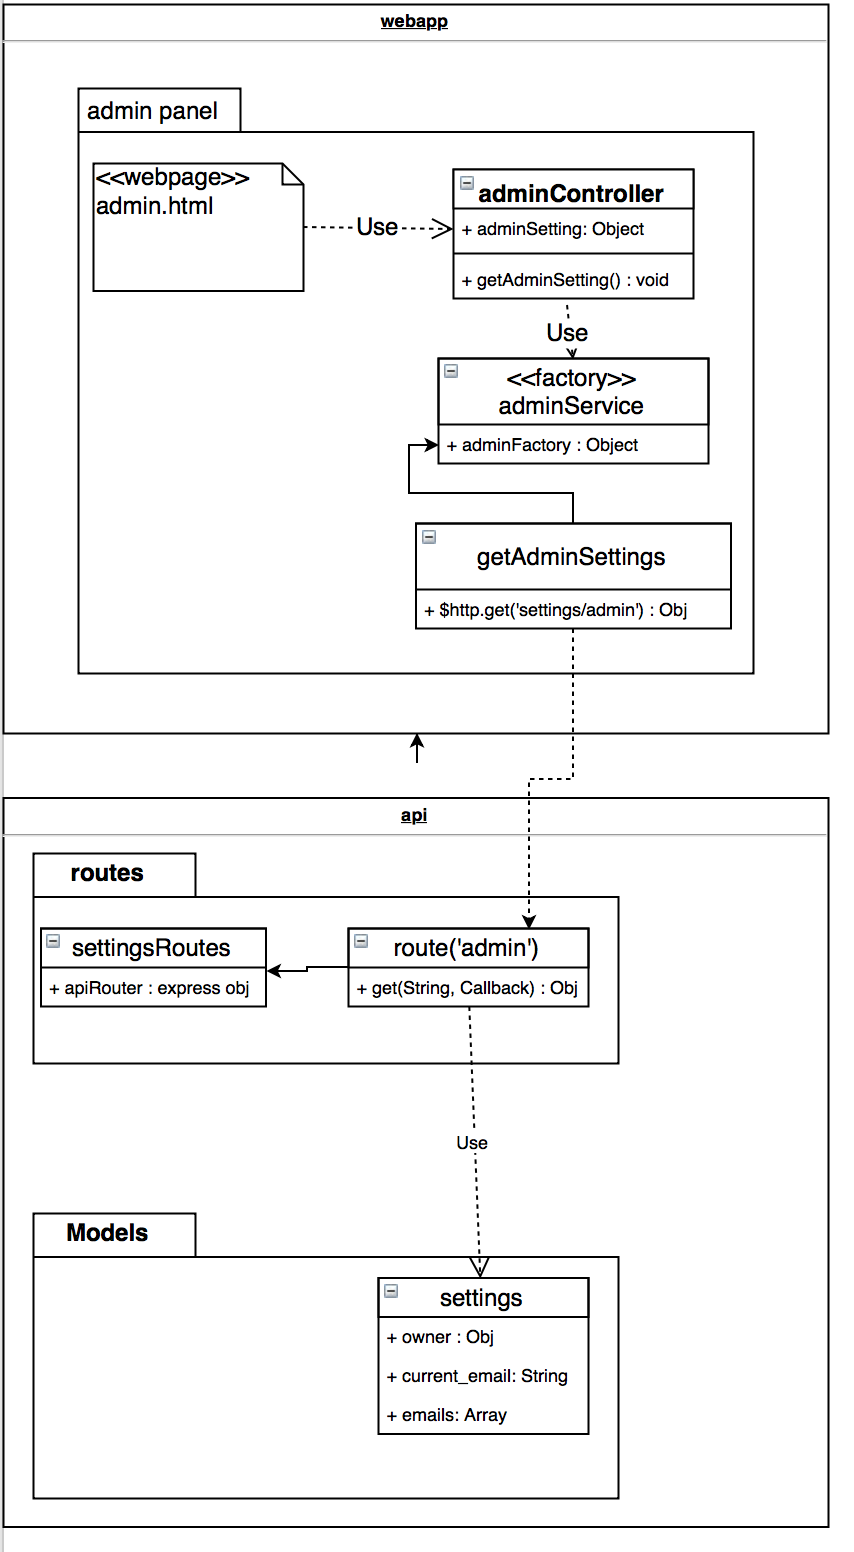 webapp
admin panel
<<webpage>>
admin.html
Use
adminController
+ adminSetting: Object
+ getAdminSetting() : void
Use
<<factory>>
adminService
+ adminFactory : Object
getAdminSettings
+ $http.get('settings/admin') : Obj
api
routes
settingsRoutes
+ apiRouter : express obj
route('admin')
+ get(String, Callback) : Obj
Use
Models
settings
+ owner : Obj
+ current_email: String
+ emails: Array